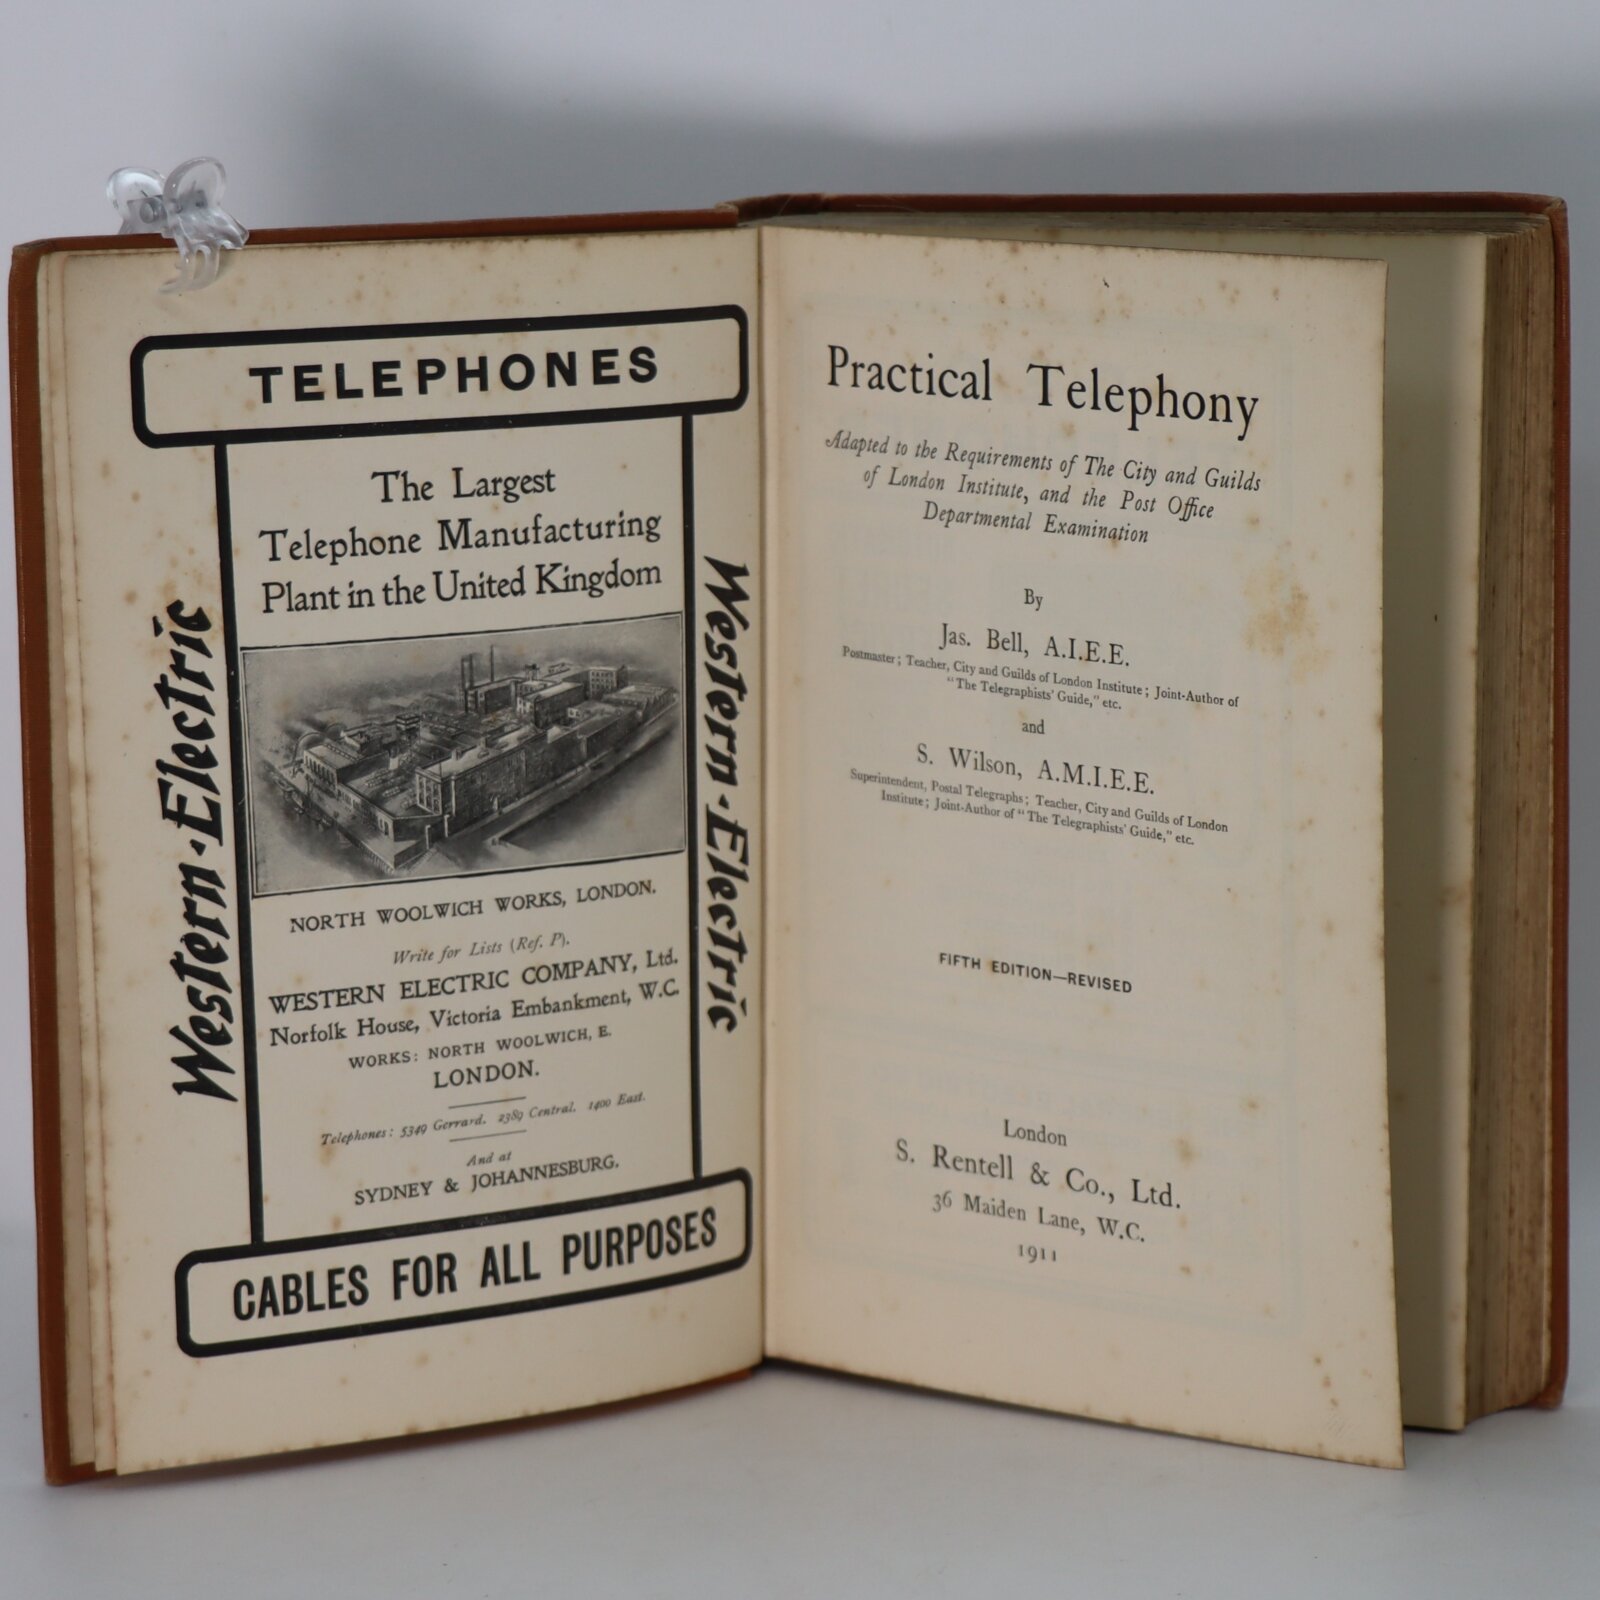 TELEPHONES
The Largest
Telephone Manufacturing
Plant in the United Kingdom
Western-Electric
Western-Electric
NORTH WOOLWICH WORKS, LONDON.
Write for Lists (Ref. P).
WESTERN ELECTRIC COMPANY, Ltd.
Norfolk House, Victoria Embankment, W.C.
WORKS: NORTH WOOLWICH, E.
LONDON.
Telephones: 5349 Gerrard. 2389 Central. 1400 East.
And at
SYDNEY & JOHANNESBURG.
CABLES FOR ALL PURPOSES
Practical Telephony
Adapted to the Requirements of The City and Guilds
of London Institute, and the Post Office
Departmental Examination
By
Jas. Bell, A.I.E.E.
Postmaster; Teacher, City and Guilds of London Institute; Joint-Author of
"The Telegraphists' Guide," etc.
and
S. Wilson, A.M.I.E.E.
Superintendent, Postal Telegraphs; Teacher, City and Guilds of London
Institute; Joint-Author of "The Telegraphists' Guide," etc.
FIFTH EDITION—REVISED
London
S. Rentell & Co., Ltd.
36 Maiden Lane, W.C.
1911